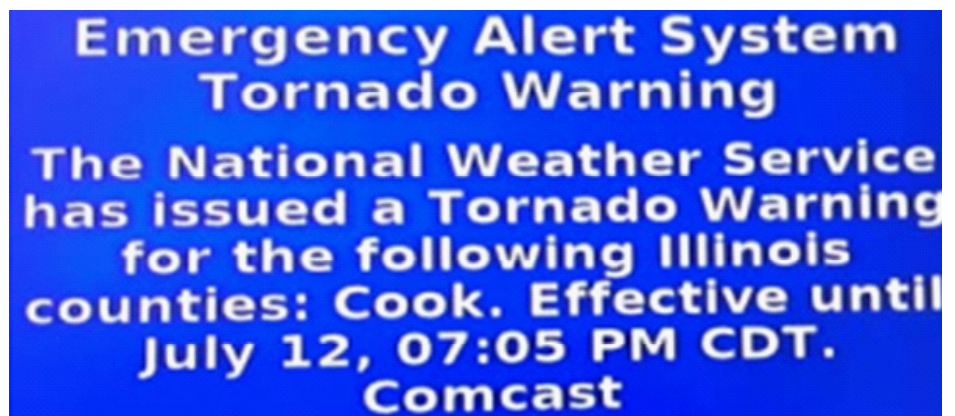 Emergency Alert System
Tornado Warning
The National Weather Service
has issued a Tornado Warning
for the following Illinois
counties: Cook. Effective until
July 12, 07:05 PM CDT.
Comcast